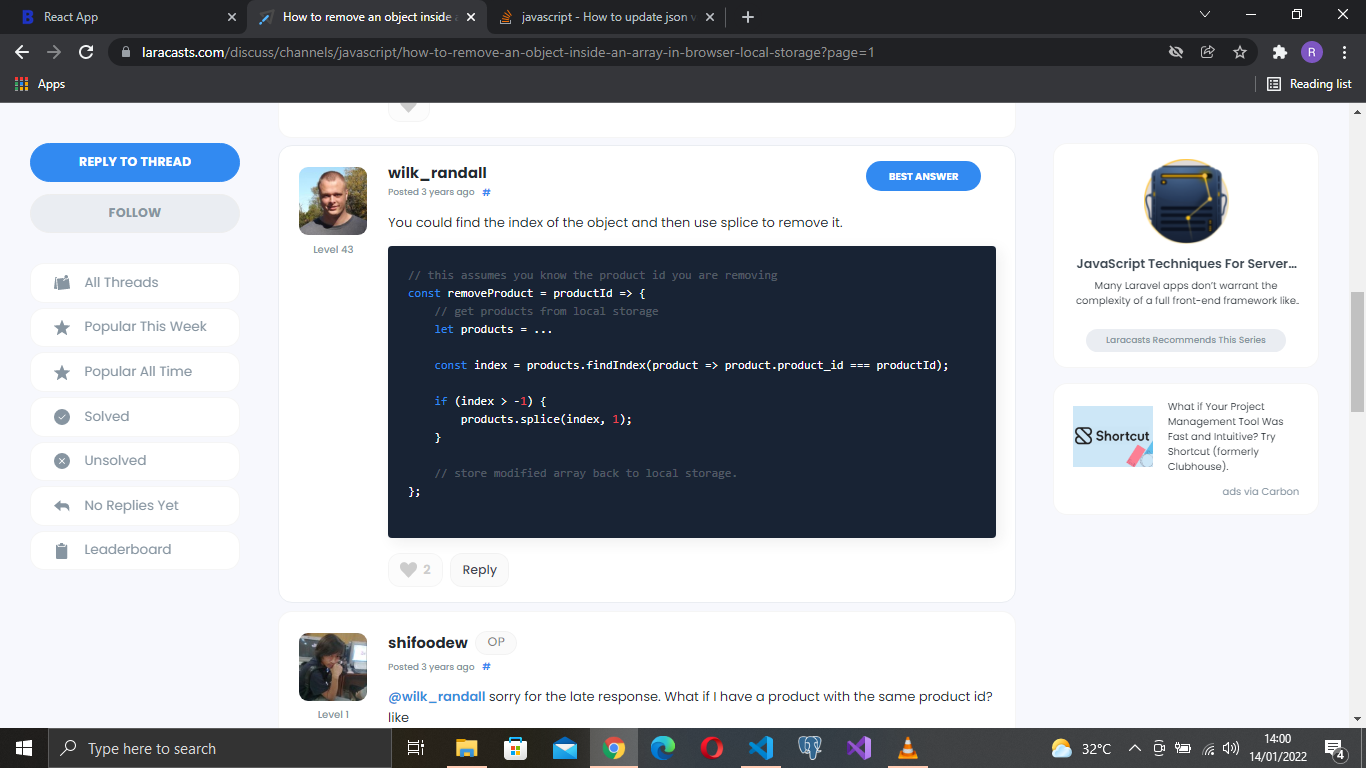 React App
How to remove an object inside a
javascript - How to update json v
laracasts.com/discuss/channels/javascript/how-to-remove-an-object-inside-an-array-in-browser-local-storage?page=1
R
Apps
Reading list
REPLY TO THREAD
FOLLOW
All Threads
Popular This Week
Popular All Time
Solved
Unsolved
No Replies Yet
Leaderboard
wilk_randall
BEST ANSWER
Posted 3 years ago #
Level 43
You could find the index of the object and then use splice to remove it.
// this assumes you know the product id you are removing
const removeProduct = productId => {
// get products from local storage
let products = ...
const index = products.findIndex(product => product.product_id === productId);
if (index > -1) {
products.splice(index, 1);
}
// store modified array back to local storage.
};
2
Reply
shifoodew OP
Posted 3 years ago #
Level 1
@wilk_randall sorry for the late response. What if I have a product with the same product id?
like
JavaScript Techniques For Server...
Many Laravel apps don't warrant the
complexity of a full front-end framework like..
Laracasts Recommends This Series
Shortcut
What if Your Project
Management Tool Was
Fast and Intuitive? Try
Shortcut (formerly
Clubhouse).
ads via Carbon
Type here to search
32°C
14:00
14/01/2022
4